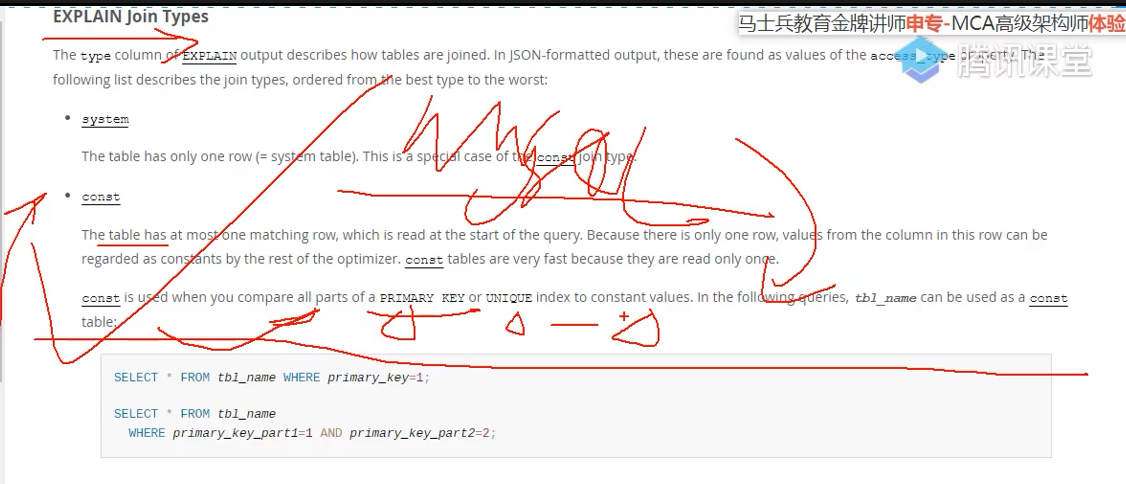 EXPLAIN Join Types
马士兵教育金牌讲师申专-MCA高级架构师体验
The type column of EXPLAIN output describes how tables are joined. In JSON-formatted output, these are found as values of the access_type property. The
腾讯课堂
following list describes the join types, ordered from the best type to the worst:
• system
The table has only one row (= system table). This is a special case of the const join type.
• const
The table has at most one matching row, which is read at the start of the query. Because there is only one row, values from the column in this row can be
regarded as constants by the rest of the optimizer. const tables are very fast because they are read only once.
const is used when you compare all parts of a PRIMARY KEY or UNIQUE index to constant values. In the following queries, tbl_name can be used as a const
table:
SELECT * FROM tbl_name WHERE primary_key=1;
SELECT * FROM tbl_name
WHERE primary_key_part1=1 AND primary_key_part2=2;